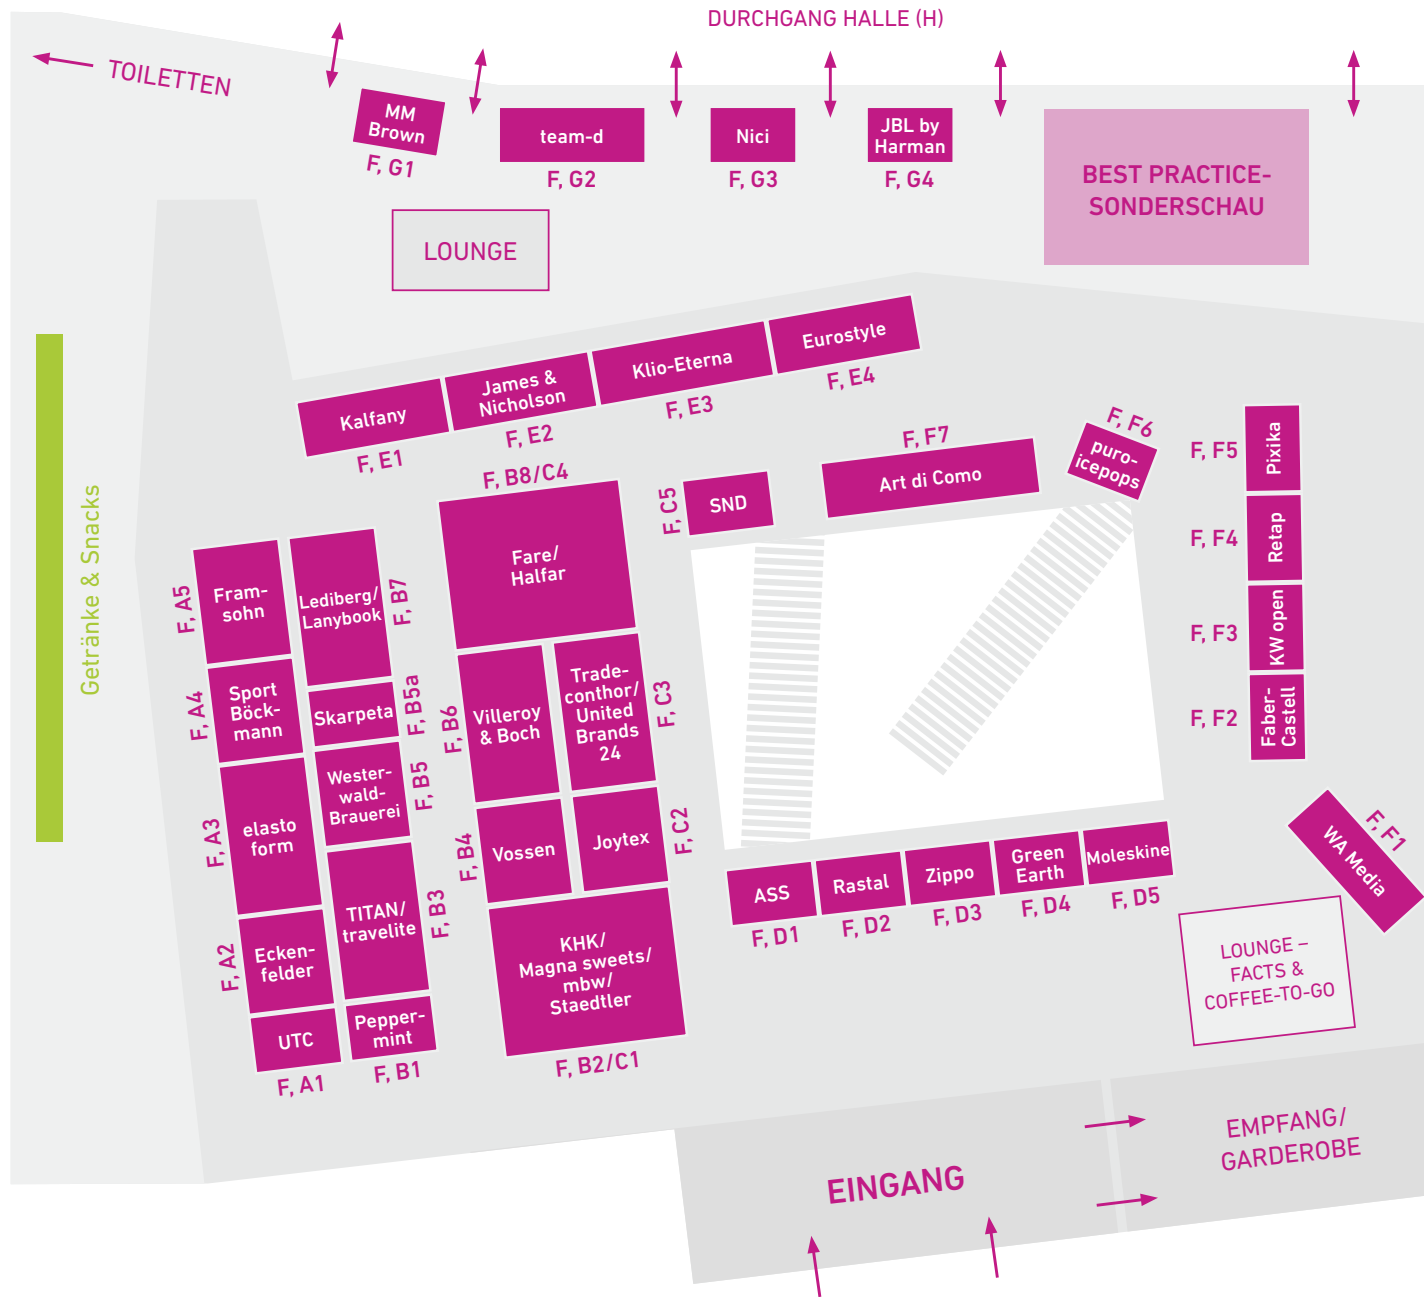 DURCHGANG HALLE (H)
TOILETTEN
MM
Brown
F, G1
team-d
F, G2
Nici
F, G3
JBL by
Harman
F, G4
BEST PRACTICE-
SONDERSCHAU
LOUNGE
Getränke & Snacks
Kalfany
F, E1
James &
Nicholson
F, E2
Klio-Eterna
F, E3
Eurostyle
F, E4
F, B8/C4
Fare/
Halfar
F, C5
SND
F, F7
Art di Como
F, F6
puro-
icepops
F, F5
Pixika
F, F4
Retap
F, F3
KW open
F, F2
Faber-
Castell
F, F1
WA Media
F, A5
Fram-
sohn
Lediberg/
Lanybook
F, B7
F, A4
Sport
Böck-
mann
Skarpeta
F, B5a
F, A3
elasto
form
Wester-
wald-
Brauerei
F, B5
F, A2
Ecken-
felder
TITAN/
travelite
F, B3
UTC
F, A1
Pepper-
mint
F, B1
F, B6
Villeroy
& Boch
Trade-
conthor/
United
Brands
24
F, C3
F, B4
Vossen
Joytex
F, C2
KHK/
Magna sweets/
mbw/
Staedtler
F, B2/C1
ASS
F, D1
Rastal
F, D2
Zippo
F, D3
Green
Earth
F, D4
Moleskine
F, D5
LOUNGE –
FACTS &
COFFEE-TO-GO
EINGANG
EMPFANG/
GARDEROBE